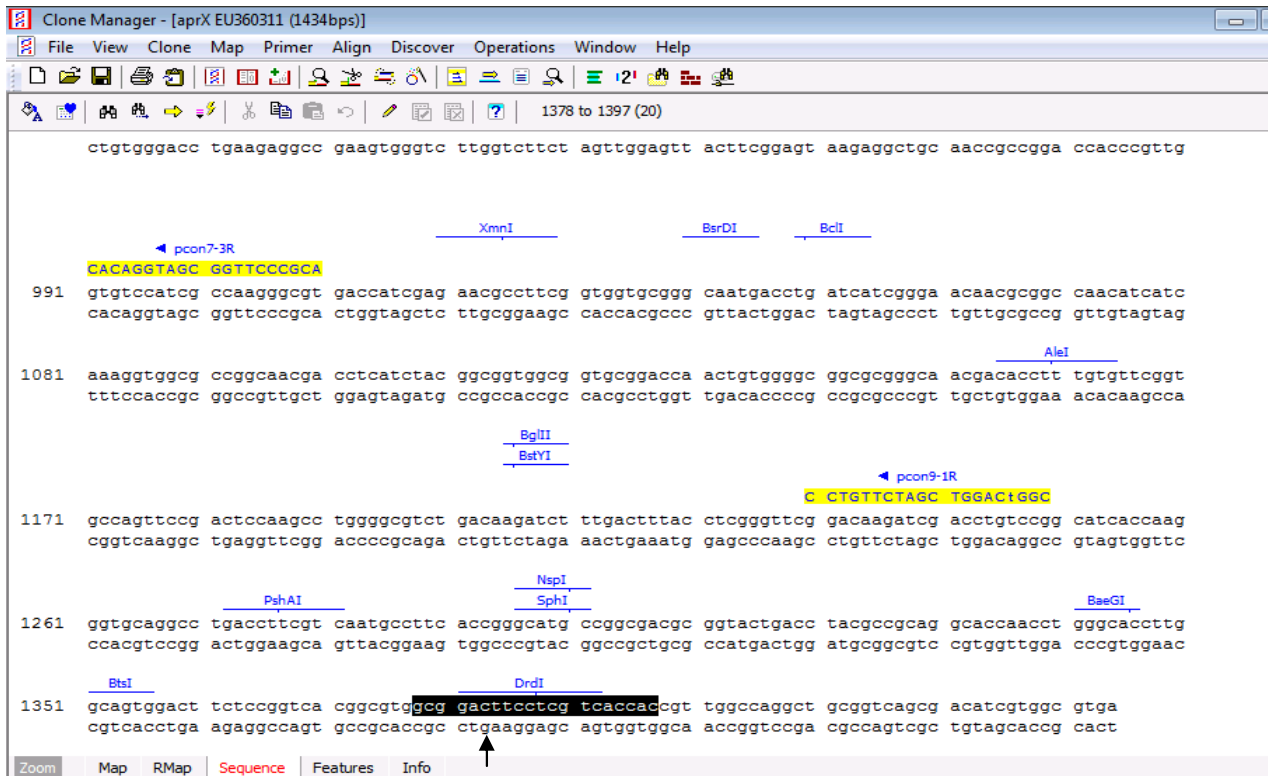 Clone Manager - [aprX EU360311 (1434bps)]
File View Clone Map Primer Align Discover Operations Window Help
1378 to 1397 (20)
ctgtgggacc tgaagaggcc gaagtgggtc ttggtcttct agttggagtt acttcggagt aagaggctgc aaccgccgga ccacccgttg
XmnI BsrDI BclI
pcon7-3R
CACAGGTAGC GGTTCCCGCA
991 gtgtccatcg ccaagggcgt gaccatcgag aacgccttcg gtggtgcggg caatgacctg atcatcggga acaacgcggc caacatcatc
cacaggtagc ggttcccgca ctggtagctc ttgcggaagc caccacgccc gttactggac tagtagccct tgttgcgccg gttgtagtag
AleI
1081 aaaggtggcg ccggcaacga cctcatctac ggcggtggcg gtgcggacca actgtggggc ggcgcgggca acgacacctt tgtgttcggt
tttccaccgc ggccgttgct ggagtagatg ccgccaccgc cacgcctggt tgacaccccg ccgcgcccgt tgctgtggaa acacaagcca
BglII
BstYI
pcon9-1R
C CTGTTCTAGC TGGACtGGC
1171 gccagttccg actccaagcc tggggcgtct gacaagatct ttgactttac ctcgggttcg gacaagatcg acctgtccgg catcaccaag
cggtcaaggc tgaggttcgg accccgcaga ctgttctaga aactgaaatg gagcccaagc ctgttctagc tggacaggcc gtagtggttc
NspI
PshAI SphI BaeGI
1261 ggtgcaggcc tgaccttcgt caatgccttc accgggcatg ccggcgacgc ggtactgacc tacgccgcag gcaccaacct gggcaccttg
ccacgtccgg actggaagca gttacggaag tggcccgtac ggccgctgcg ccatgactgg atgcggcgtc cgtggttgga cccgtggaac
BtsI DrdI
1351 gcagtggact tctccggtca cggcgtggcg gacttcctcg tcaccaccgt tggccaggct gcggtcagcg acatcgtggc gtga
cgtcacctga agaggccagt gccgcaccgc ctgaaggagc agtggtggca accggtccga cgccagtcgc tgtagcaccg cact
Zoom Map RMap Sequence Features Info